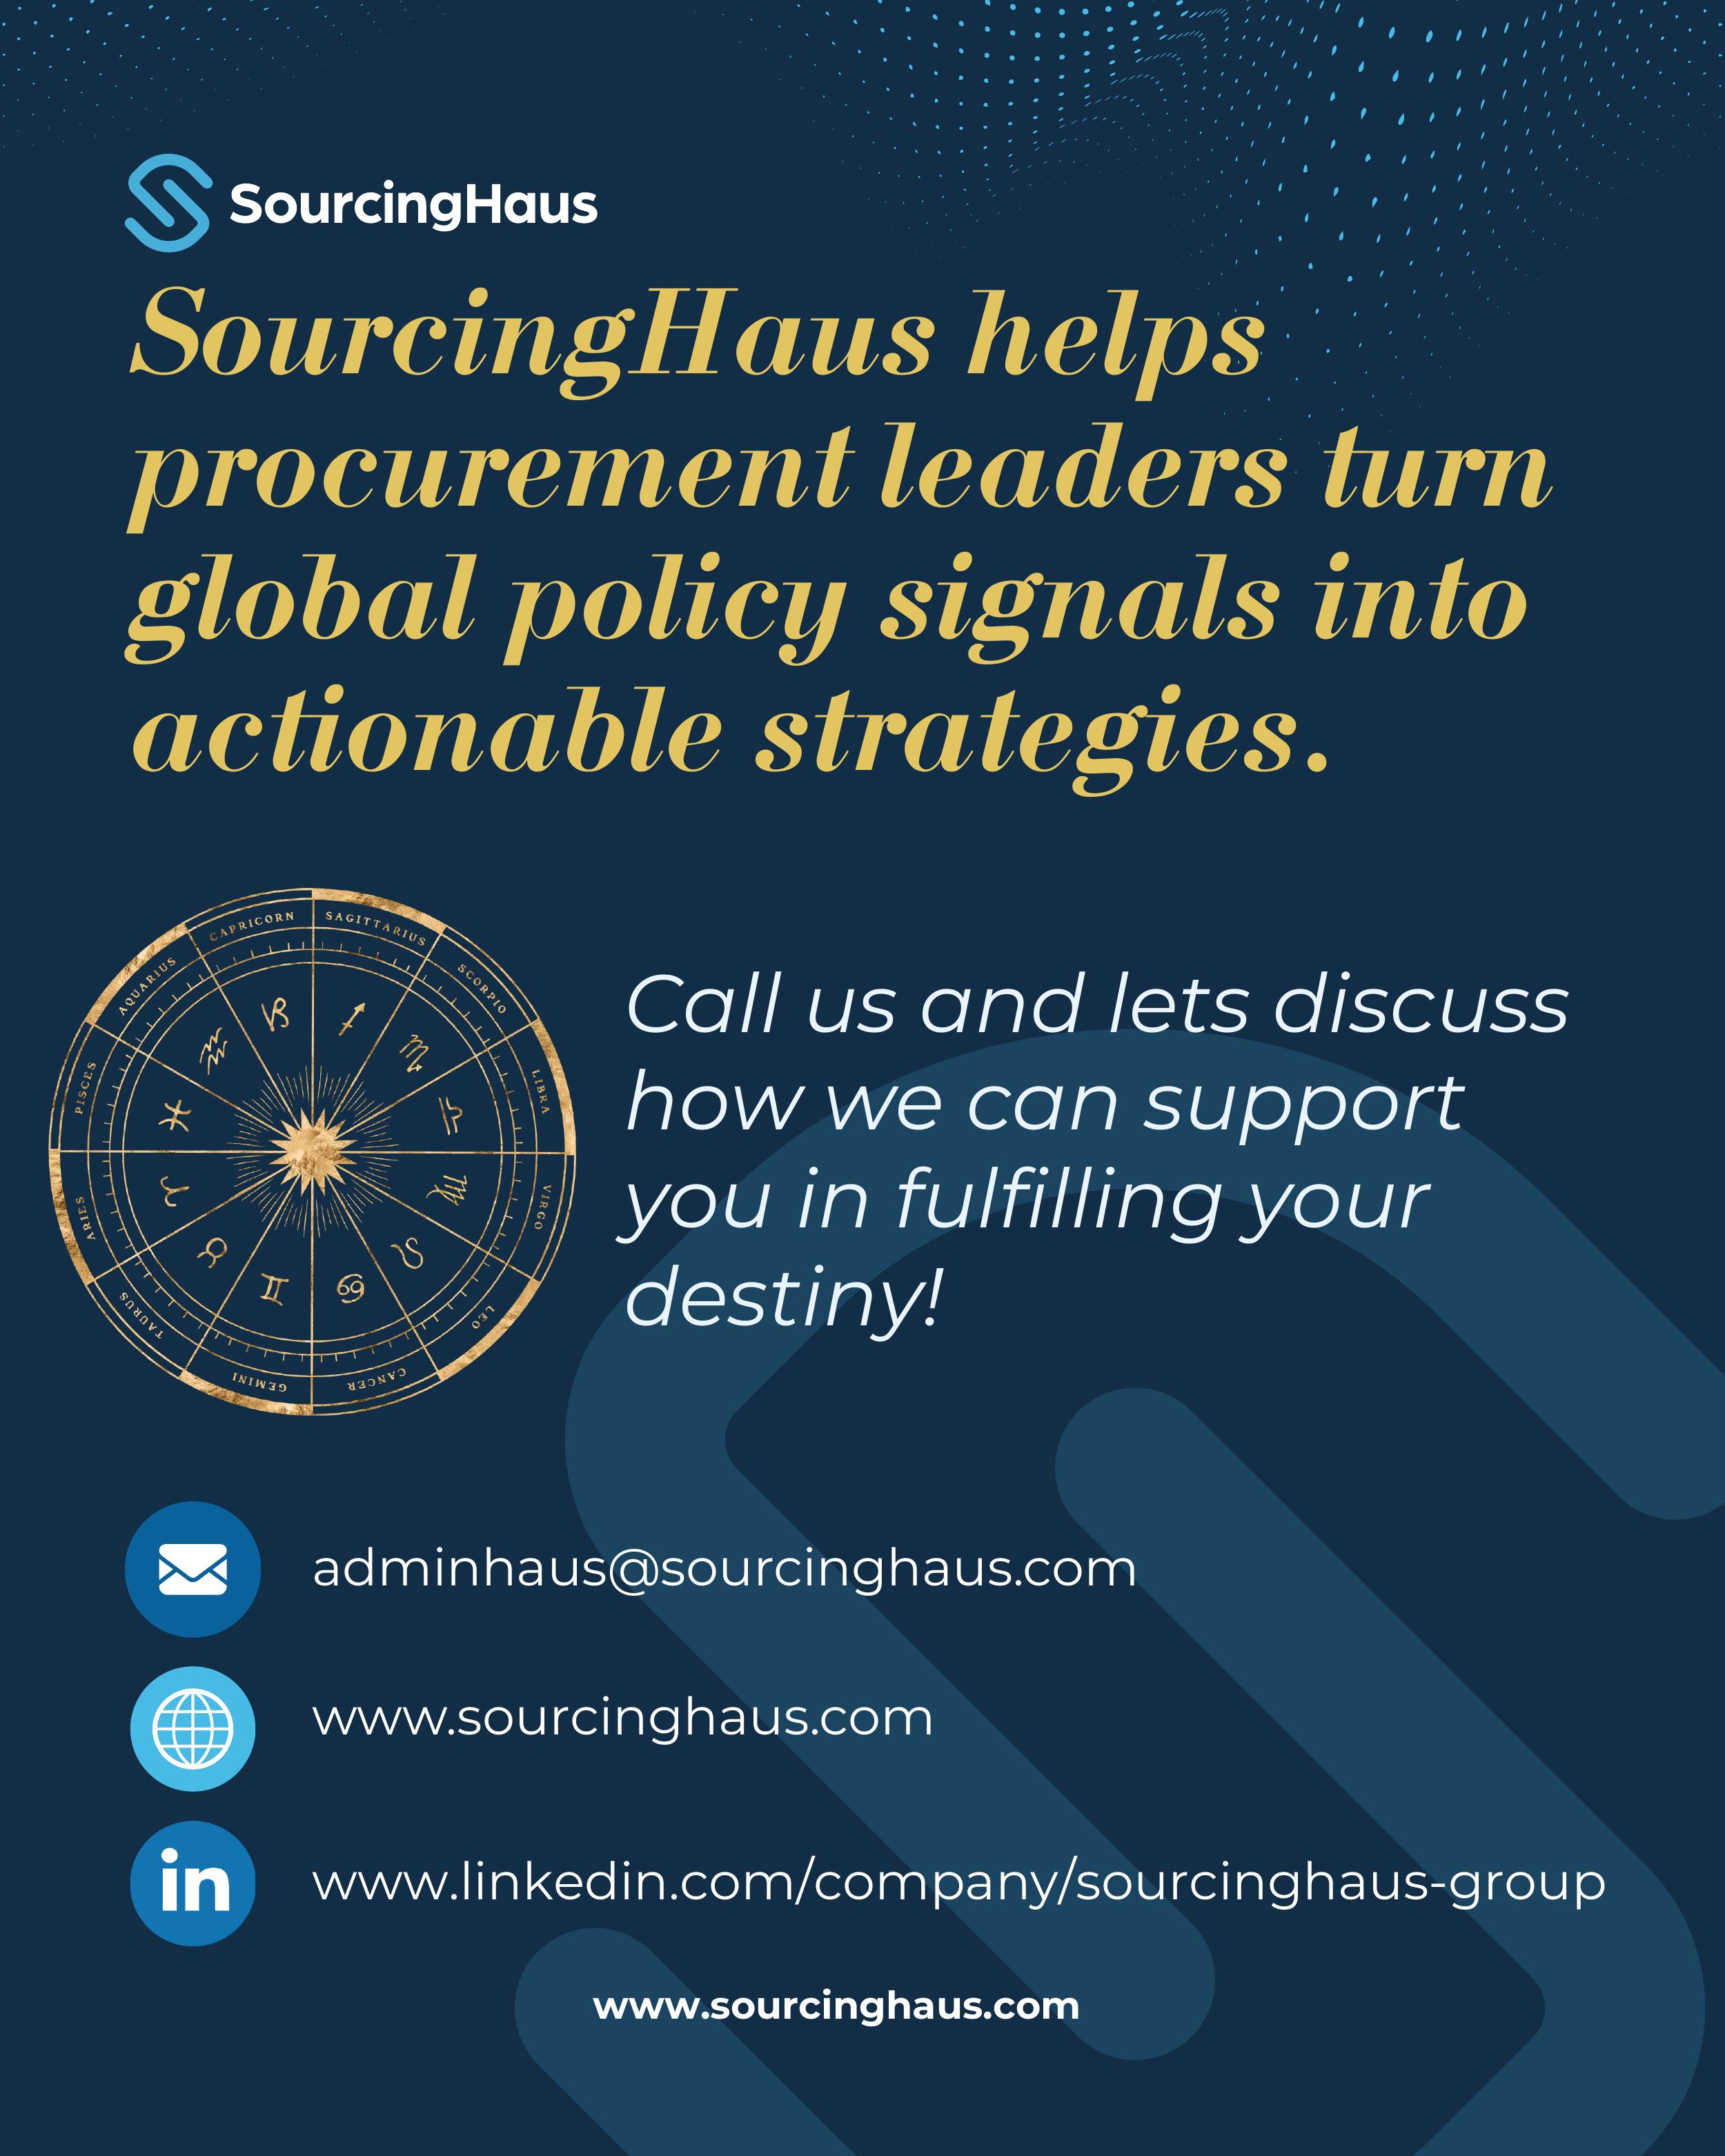 SourcingHaus
SourcingHaus helps
procurement leaders turn
global policy signals into
actionable strategies.
CAPRICORN
SAGITTARIUS
AQUARIUS
SCORPIO
PISCES
LIBRA
ARIES
VIRGO
TAURUS
LEO
GEMINI
CANCER
Call us and lets discuss
how we can support
you in fulfilling your
destiny!
adminhaus@sourcinghaus.com
www.sourcinghaus.com
in
www.linkedin.com/company/sourcinghaus-group
www.sourcinghaus.com